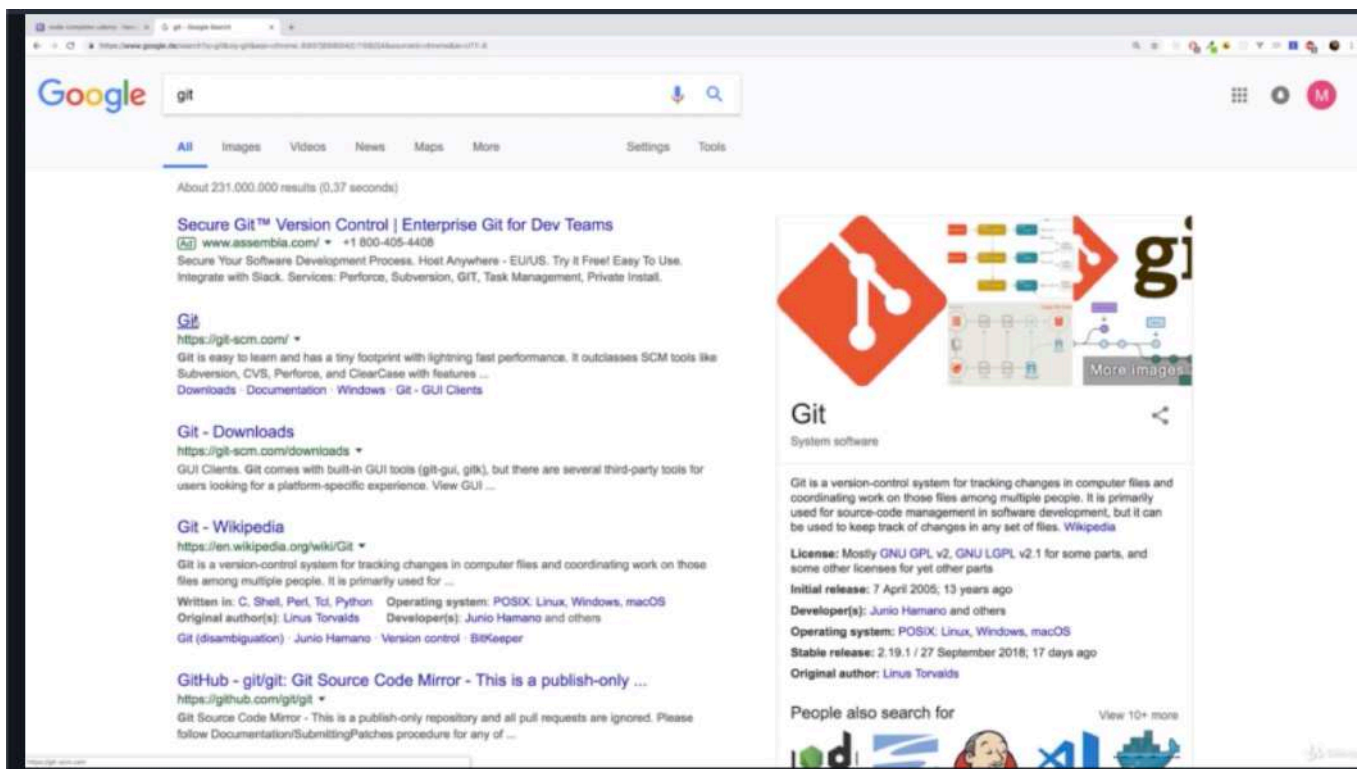 git - Google Search
Google
git
M
All Images Videos News Maps More Settings Tools
About 231.000.000 results (0,37 seconds)
Secure Git™ Version Control | Enterprise Git for Dev Teams
Ad www.assembla.com/ +1 800-405-4408
Secure Your Software Development Process. Host Anywhere - EU/US. Try It Free! Easy To Use.
Integrate with Slack. Services: Perforce, Subversion, GIT, Task Management, Private Install.
Git
https://git-scm.com/
Git is easy to learn and has a tiny footprint with lightning fast performance. It outclasses SCM tools like
Subversion, CVS, Perforce, and ClearCase with features ...
Downloads · Documentation · Windows · Git - GUI Clients
Git - Downloads
https://git-scm.com/downloads
GUI Clients. Git comes with built-in GUI tools (git-gui, gitk), but there are several third-party tools for
users looking for a platform-specific experience. View GUI ...
Git - Wikipedia
https://en.wikipedia.org/wiki/Git
Git is a version-control system for tracking changes in computer files and coordinating work on those
files among multiple people. It is primarily used for ...
Written in: C, Shell, Perl, Tcl, Python Operating system: POSIX: Linux, Windows, macOS
Original author(s): Linus Torvalds Developer(s): Junio Hamano and others
Git (disambiguation) · Junio Hamano · Version control · BitKeeper
GitHub - git/git: Git Source Code Mirror - This is a publish-only ...
https://github.com/git/git
Git Source Code Mirror - This is a publish-only repository and all pull requests are ignored. Please
follow Documentation/SubmittingPatches procedure for any of ...
https://git-scm.com
gi
More images
Git
System software
Git is a version-control system for tracking changes in computer files and
coordinating work on those files among multiple people. It is primarily
used for source-code management in software development, but it can
be used to keep track of changes in any set of files. Wikipedia
License: Mostly GNU GPL v2, GNU LGPL v2.1 for some parts, and
some other licenses for yet other parts
Initial release: 7 April 2005; 13 years ago
Developer(s): Junio Hamano and others
Operating system: POSIX: Linux, Windows, macOS
Stable release: 2.19.1 / 27 September 2018; 17 days ago
Original author: Linus Torvalds
People also search for View 10+ more